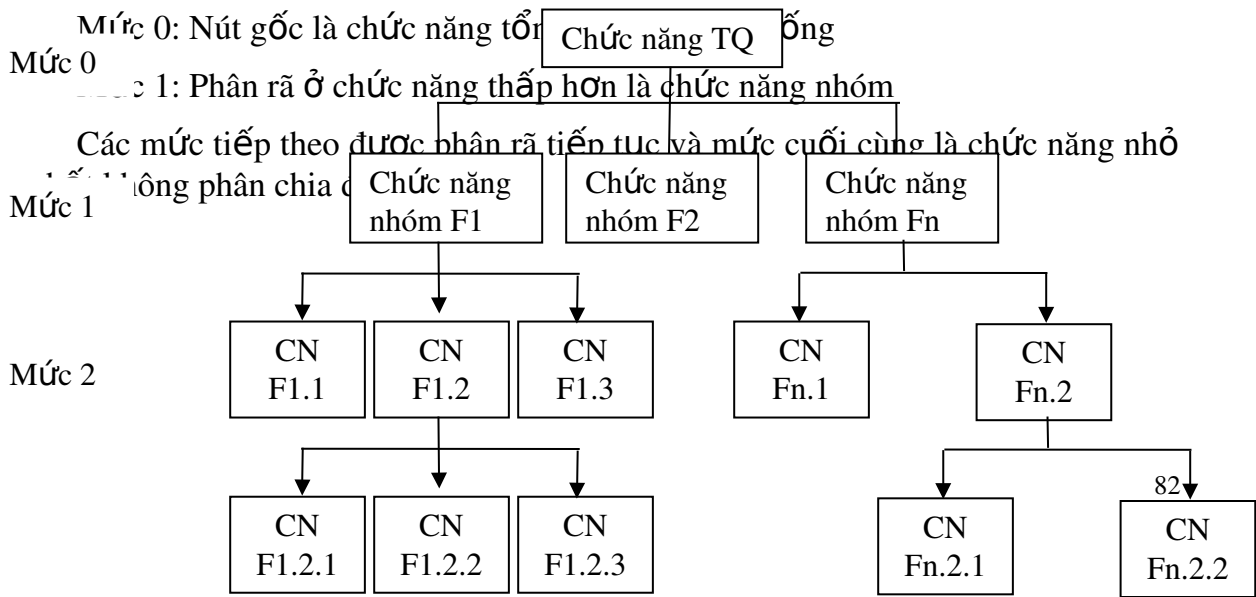 Mức 0: Nút gốc là chức năng ống
Chức năng TQ
Mức 0
1: Phân rã ở chức năng thấp hơn là chức năng nhóm
Các mức tiếp theo được phân rã tiếp tục và mức cuối cùng là chức năng nhỏ
không phân chia
Mức 1
Chức năng
nhóm F1
Chức năng
nhóm F2
Chức năng
nhóm Fn
Mức 2
CN
F1.1
CN
F1.2
CN
F1.3
CN
Fn.1
CN
Fn.2
82
CN
F1.2.1
CN
F1.2.2
CN
F1.2.3
CN
Fn.2.1
CN
Fn.2.2